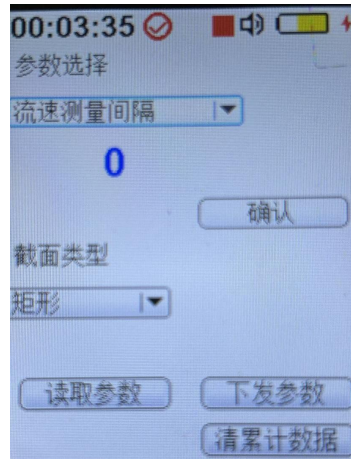 00:03:35
参数选择
流速测量间隔
0
确认
截面类型
矩形
读取参数 下发参数
清累计数据